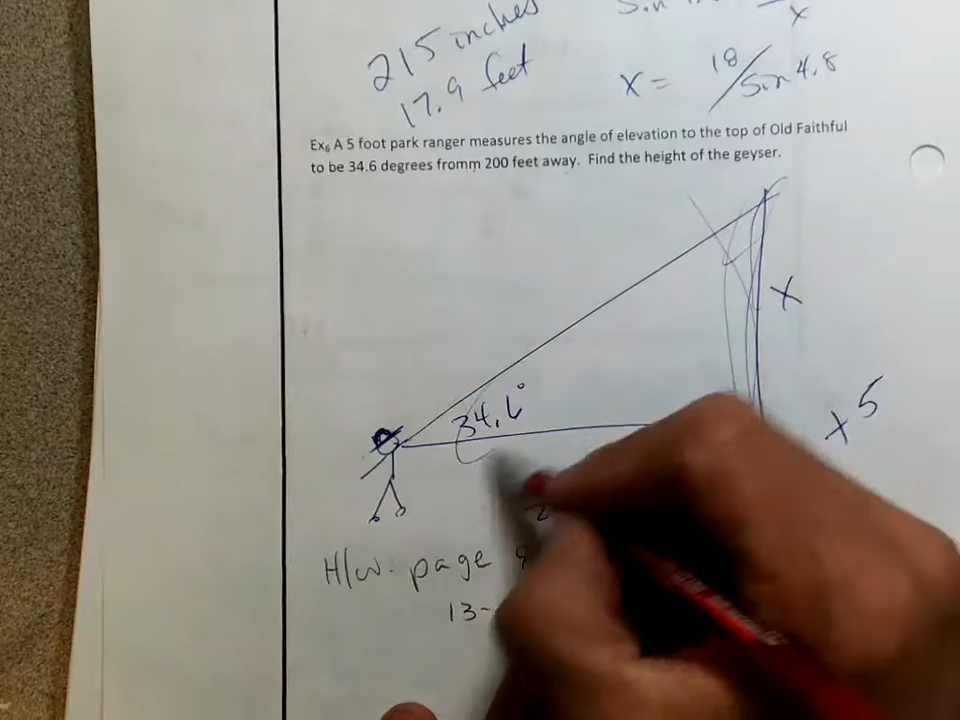 215 inches
17.9 feet
x
x = 18/sin 4.8
Ex6 A 5 foot park ranger measures the angle of elevation to the top of Old Faithful
to be 34.6 degrees fromm 200 feet away. Find the height of the geyser.
x
34.6°
x 5
2
H/w: page
13-